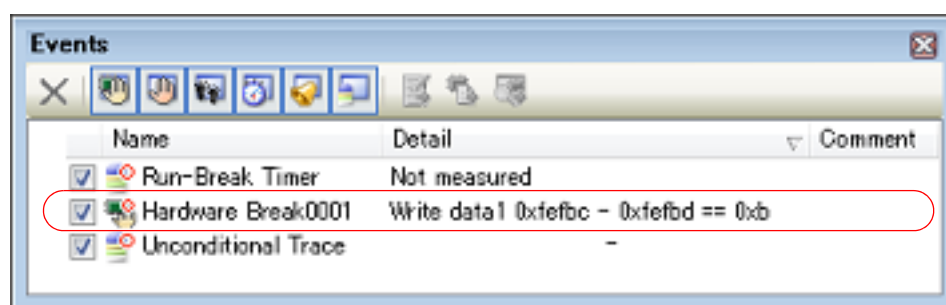 Events
Name Detail Comment
Run-Break Timer Not measured
Hardware Break0001 Write data1 0xfefbc - 0xfefbd == 0xb
Unconditional Trace -